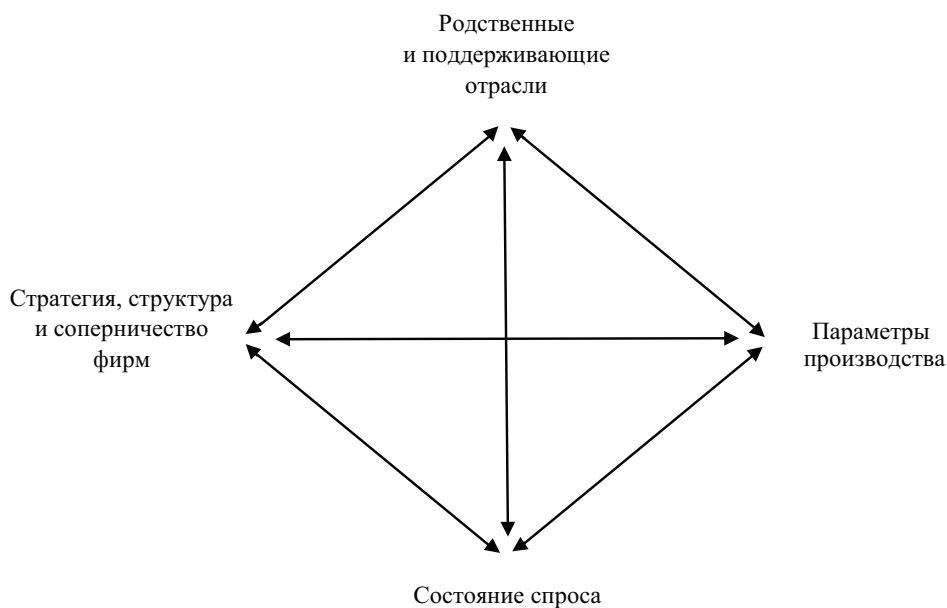 Родственные
и поддерживающие
отрасли
Стратегия, структура
и соперничество
фирм
Параметры
производства
Состояние спроса